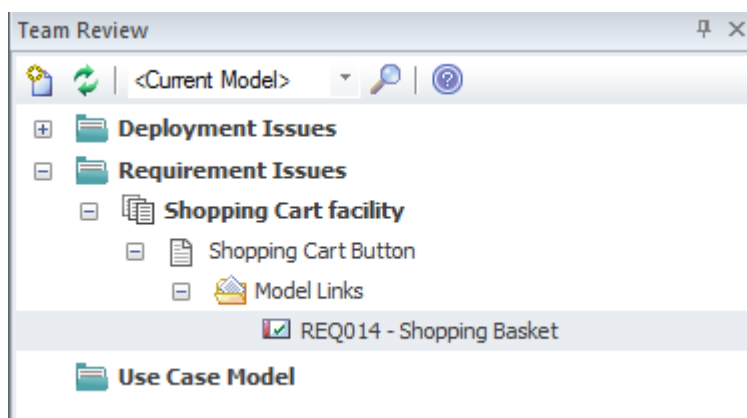 Team Review
<Current Model>
Deployment Issues
Requirement Issues
Shopping Cart facility
Shopping Cart Button
Model Links
REQ014 - Shopping Basket
Use Case Model